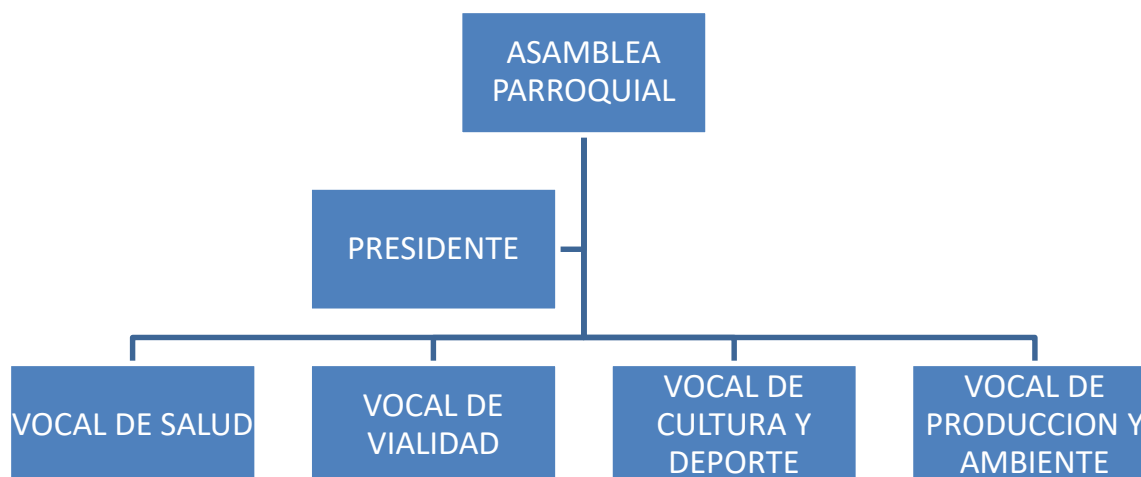 ASAMBLEA
PARROQUIAL
PRESIDENTE
VOCAL DE SALUD
VOCAL DE
VIALIDAD
VOCAL DE
CULTURA Y
DEPORTE
VOCAL DE
PRODUCCION Y
AMBIENTE